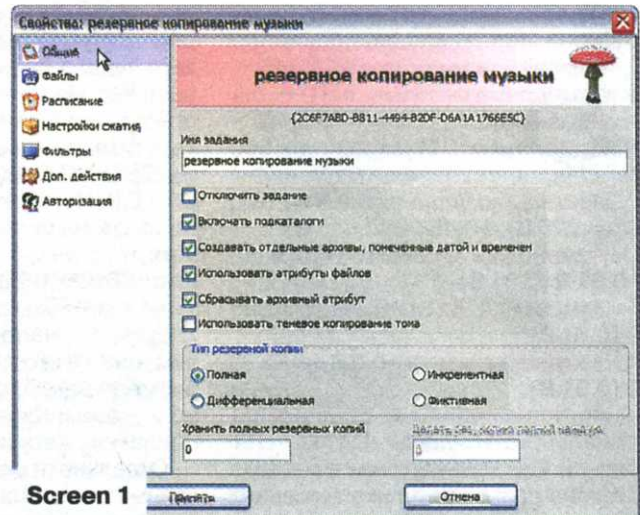 Свойства: резервное копирование музыки
Общие
Файлы
Расписание
Настройки сжатия
Фильтры
Доп. действия
Авторизация
резервное копирование музыки
{2C6F7ABD-B811-4494-B2DF-D6A1A1766E5C}
Имя задания
резервное копирование музыки
Отключить задание
Включать подкаталоги
Создавать отдельные архивы, помеченные датой и временем
Использовать атрибуты файлов
Сбрасывать архивный атрибут
Использовать теневое копирование тома
Тип резервной копии
Полная
Инкрементная
Дифференциальная
Фиктивная
Хранить полных резервных копий
0
0
Принять
Отмена
Screen 1